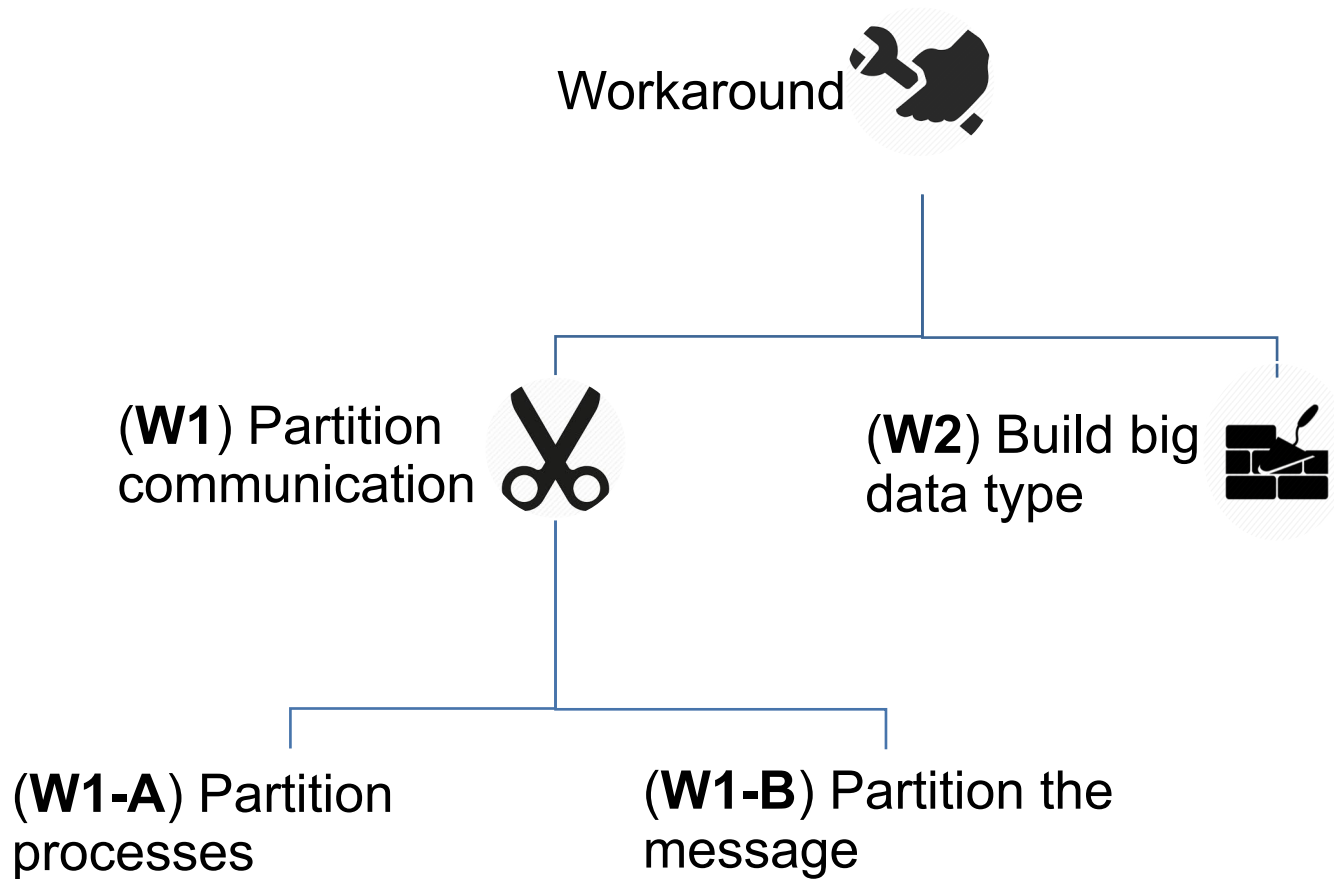 Workaround
(W1) Partition
communication
(W2) Build big
data type
(W1-A) Partition
processes
(W1-B) Partition the
message